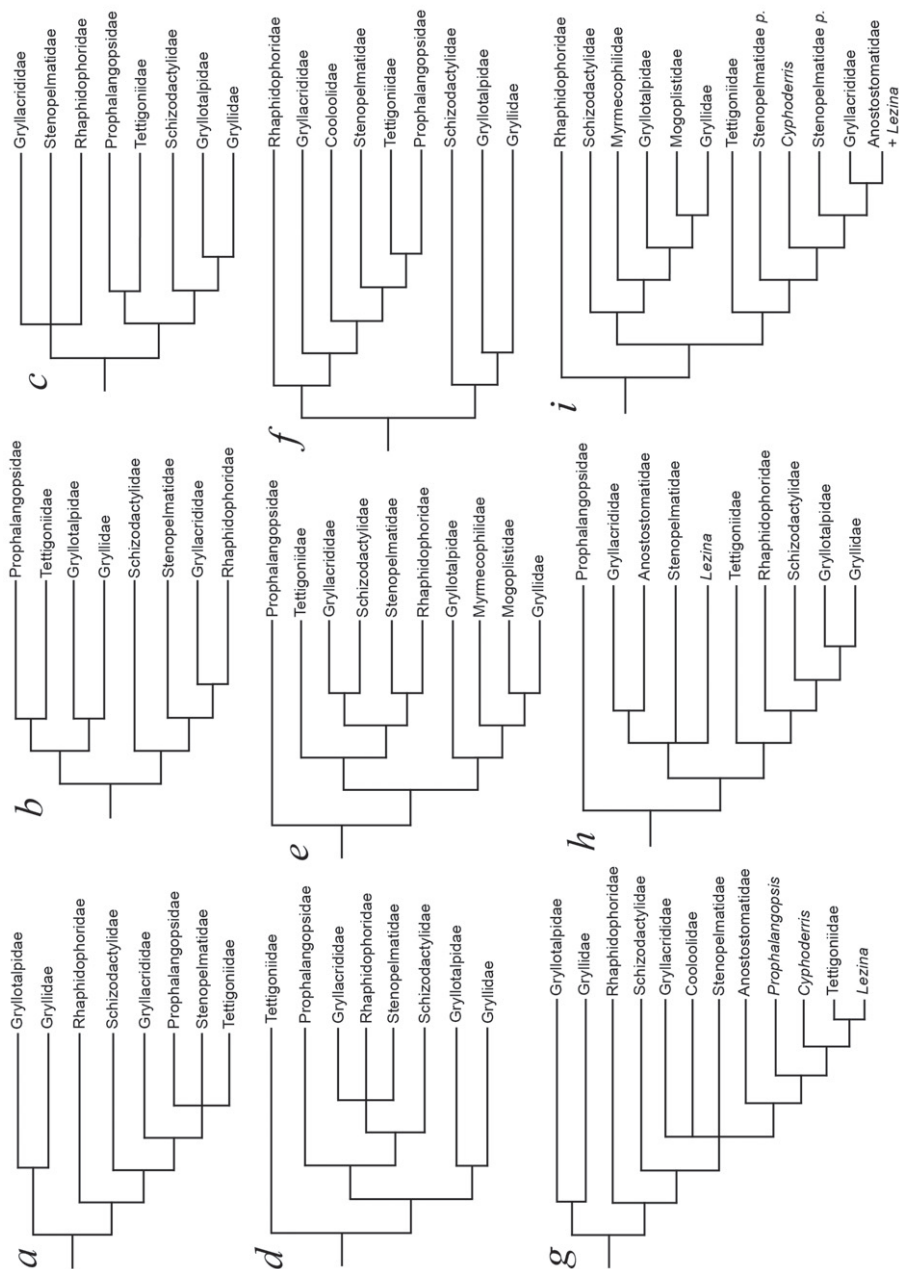 a
Gryllotalpidae
Gryllidae
Rhaphidophoridae
Schizodactylidae
Gryllacrididae
Prophalangopsidae
Stenopelmatidae
Tettigoniidae
b
Prophalangopsidae
Tettigoniidae
Gryllotalpidae
Gryllidae
Schizodactylidae
Stenopelmatidae
Gryllacrididae
Rhaphidophoridae
c
Gryllacrididae
Stenopelmatidae
Rhaphidophoridae
Prophalangopsidae
Tettigoniidae
Schizodactylidae
Gryllotalpidae
Gryllidae
d
Tettigoniidae
Prophalangopsidae
Gryllacrididae
Rhaphidophoridae
Stenopelmatidae
Schizodactylidae
Gryllotalpidae
Gryllidae
e
Prophalangopsidae
Tettigoniidae
Gryllacrididae
Schizodactylidae
Stenopelmatidae
Rhaphidophoridae
Gryllotalpidae
Myrmecophilidae
Mogoplistidae
Gryllidae
f
Rhaphidophoridae
Gryllacrididae
Cooloolidae
Stenopelmatidae
Tettigoniidae
Prophalangopsidae
Schizodactylidae
Gryllotalpidae
Gryllidae
g
Gryllotalpidae
Gryllidae
Rhaphidophoridae
Schizodactylidae
Gryllacrididae
Cooloolidae
Stenopelmatidae
Anostostomatidae
Prophalangopsis
Cyphoderris
Tettigoniidae
Lezina
h
Prophalangopsidae
Gryllacrididae
Anostostomatidae
Stenopelmatidae
Lezina
Tettigoniidae
Rhaphidophoridae
Schizodactylidae
Gryllotalpidae
Gryllidae
i
Rhaphidophoridae
Schizodactylidae
Myrmecophilidae
Gryllotalpidae
Mogoplistidae
Gryllidae
Tettigoniidae
Stenopelmatidae p.
Cyphoderris
Stenopelmatidae p.
Gryllacrididae
Anostostomatidae
+ Lezina